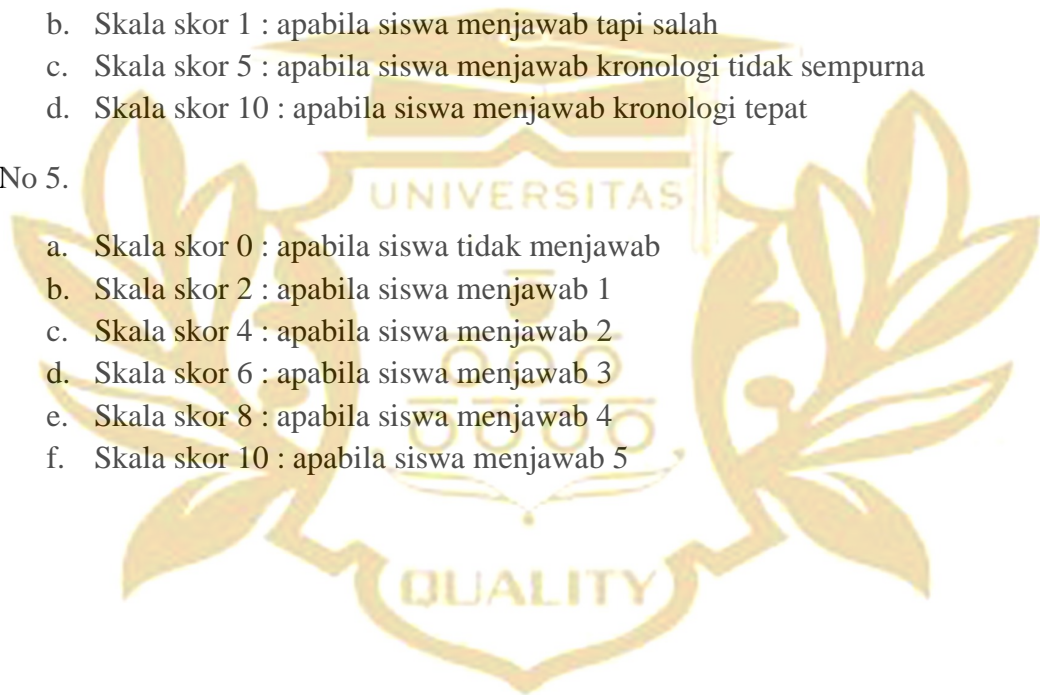 b. Skala skor 1 : apabila siswa menjawab tapi salah
c. Skala skor 5 : apabila siswa menjawab kronologi tidak sempurna
d. Skala skor 10 : apabila siswa menjawab kronologi tepat
No 5.
UNIVERSITAS
a. Skala skor 0 : apabila siswa tidak menjawab
b. Skala skor 2 : apabila siswa menjawab 1
c. Skala skor 4 : apabila siswa menjawab 2
d. Skala skor 6 : apabila siswa menjawab 3
e. Skala skor 8 : apabila siswa menjawab 4
f. Skala skor 10 : apabila siswa menjawab 5
QUALITY